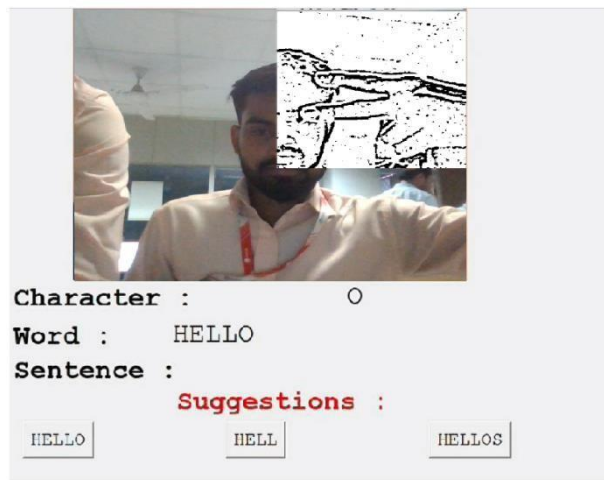 Character : O
Word : HELLO
Sentence :
Suggestions :
HELLO HELL HELLOS